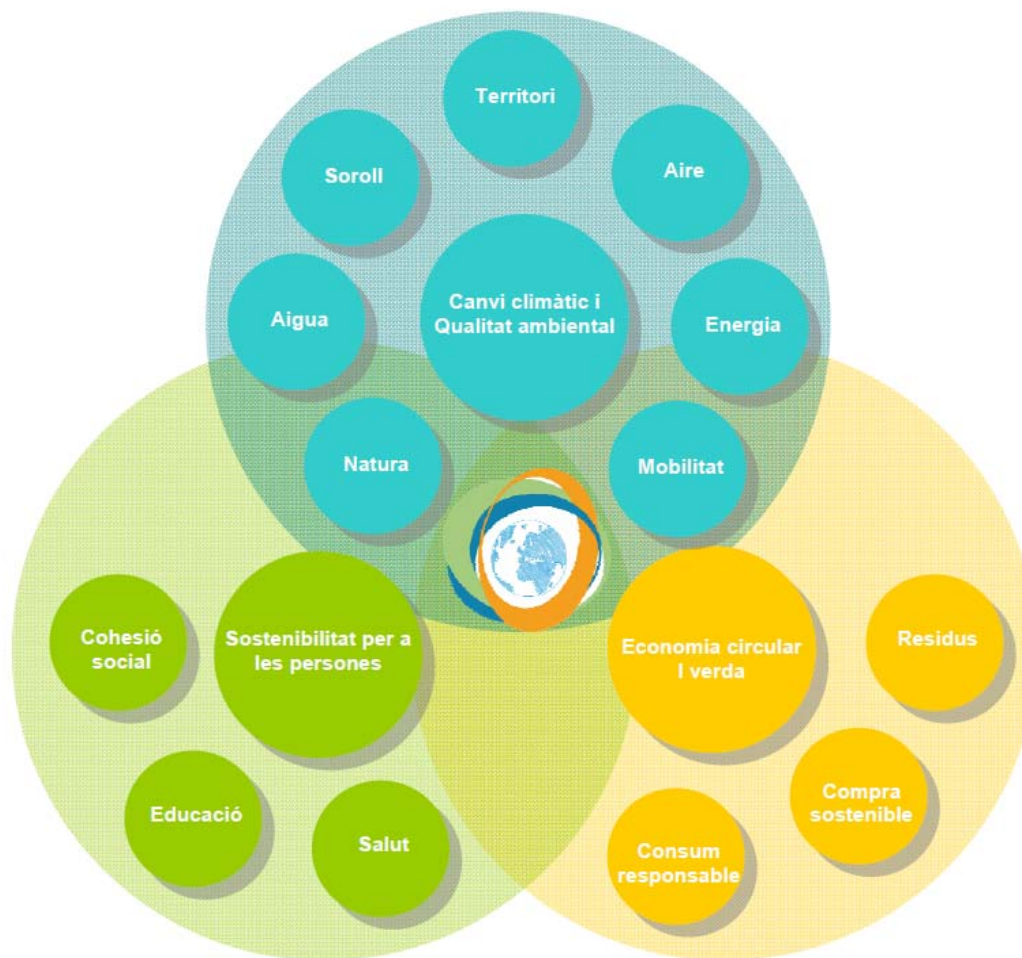 Territori
Soroll
Aire
Canvi climàtic i
Qualitat ambiental
Aigua
Energia
Natura
Mobilitat
Cohesió
social
Sostenibilitat per a
les persones
Economia circular
I verda
Residus
Educació
Salut
Compra
sostenible
Consum
responsable